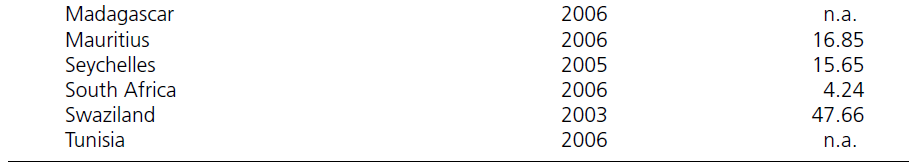 Madagascar 2006 n.a.
Mauritius 2006 16.85
Seychelles 2005 15.65
South Africa 2006 4.24
Swaziland 2003 47.66
Tunisia 2006 n.a.